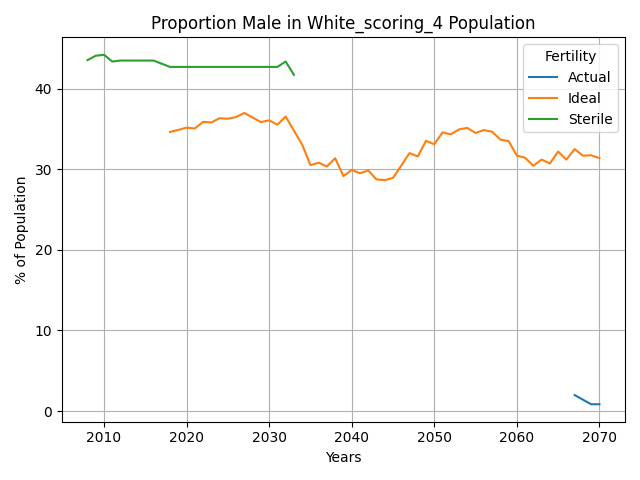 Proportion Male in White_scoring_4 Population
% of Population
40
30
20
10
0
Fertility
Actual
Ideal
Sterile
2010
2020
2030
2040
2050
2060
2070
Years